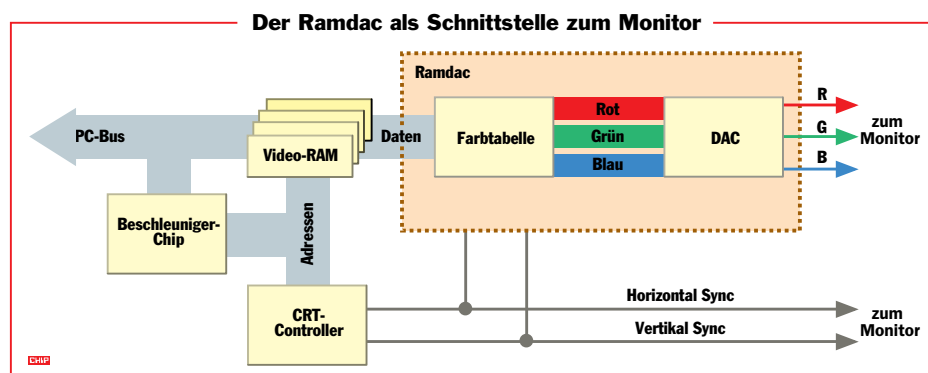 Der Ramdac als Schnittstelle zum Monitor
Ramdac
R
Rot
zum
Monitor
PC-Bus
Daten
Farbtabelle
Grün
DAC
G
Video-RAM
Blau
B
Beschleuniger-
Chip
Adressen
CRT-
Controller
Horizontal Sync
Vertikal Sync
zum
Monitor
CHIP